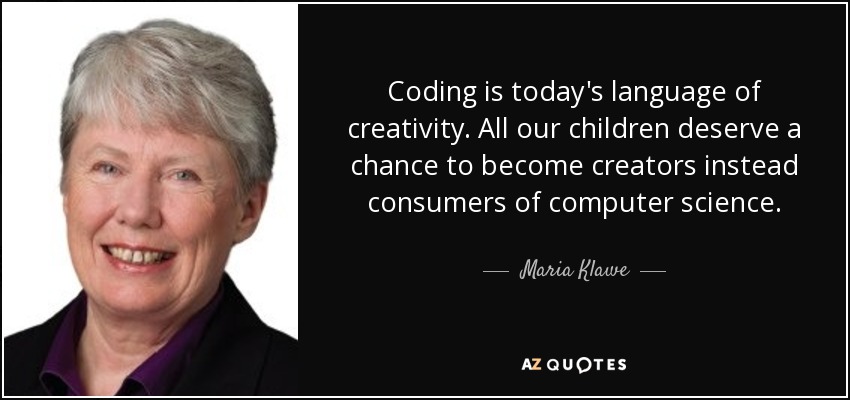 Coding is today's language of
creativity. All our children deserve a
chance to become creators instead
consumers of computer science.
Maria Klawe
AZ QUOTES